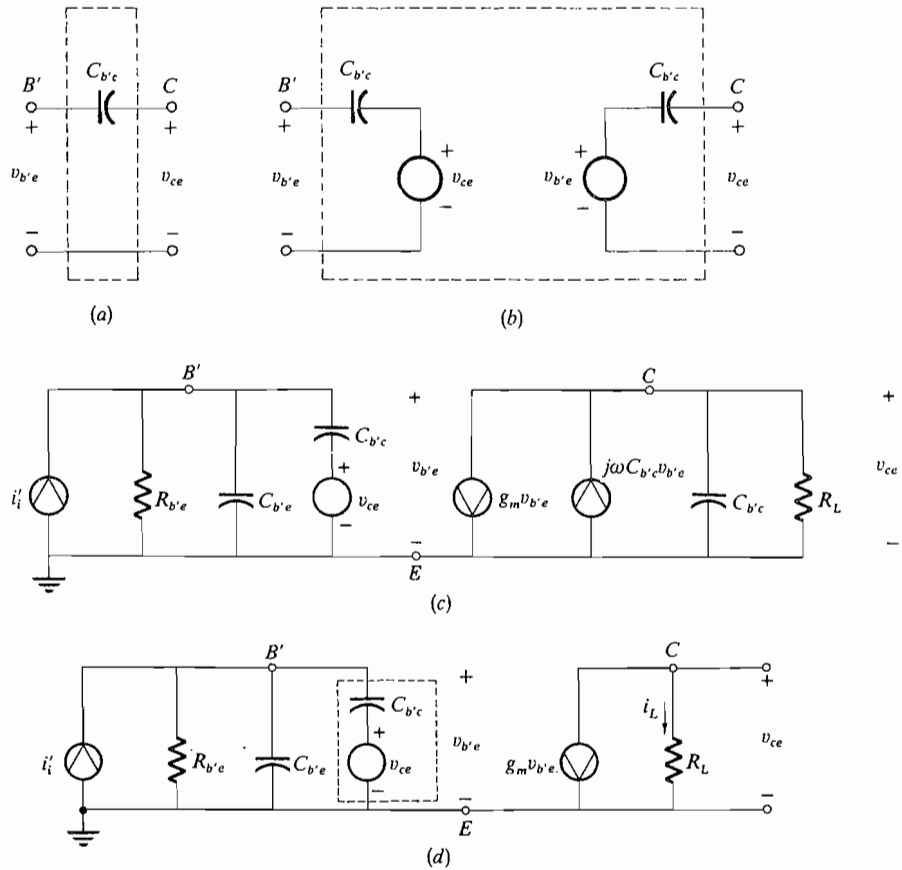 C_{b'c}
B'
C
+
+
v_{b'e}
v_{ce}
−
−
(a)
C_{b'c}
B'
+
v_{b'e}
−
+
v_{ce}
−
C_{b'c}
C
+
v_{b'e}
−
+
v_{ce}
−
(b)
B'
i'_i
R_{b'e}
C_{b'e}
C_{b'c}
+
v_{ce}
−
+
v_{b'e}
−
E
C
g_m v_{b'e}
jωC_{b'c}v_{b'e}
C_{b'c}
R_L
+
v_{ce}
−
(c)
B'
i'_i
R_{b'e}
C_{b'e}
C_{b'c}
+
v_{ce}
−
+
v_{b'e}
−
E
C
g_m v_{b'e}.
i_L
R_L
+
v_{ce}
−
(d)